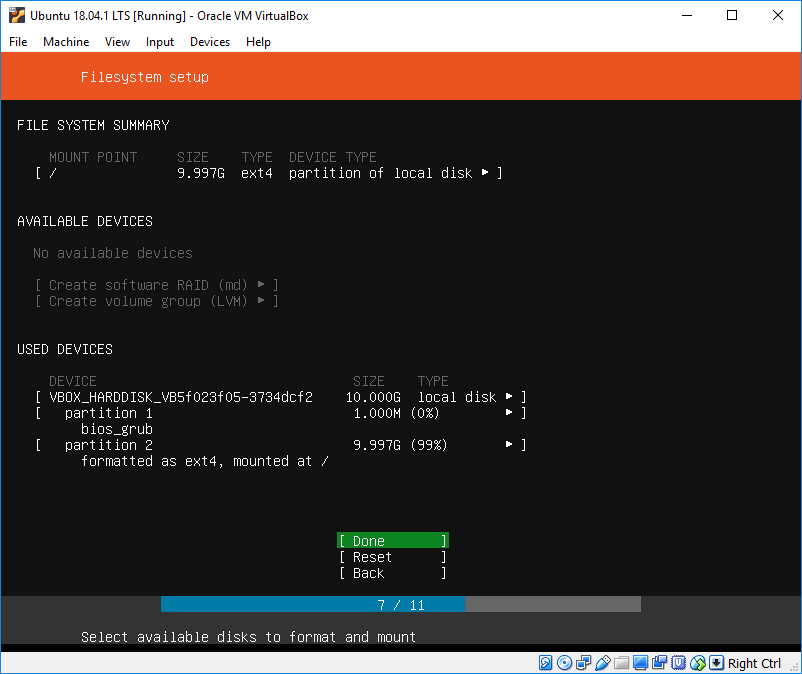 Ubuntu 18.04.1 LTS [Running] - Oracle VM VirtualBox
File Machine View Input Devices Help
Filesystem setup
FILE SYSTEM SUMMARY
MOUNT POINT SIZE TYPE DEVICE TYPE
[ / 9.997G ext4 partition of local disk ▸ ]
AVAILABLE DEVICES
No available devices
[ Create software RAID (md) ▸ ]
[ Create volume group (LVM) ▸ ]
USED DEVICES
DEVICE SIZE TYPE
[ VBOX_HARDDISK_VB5f023f05-3734dcf2 10.000G local disk ▸ ]
[ partition 1 1.000M (0%) ▸ ]
bios_grub
[ partition 2 9.997G (99%) ▸ ]
formatted as ext4, mounted at /
[ Done ]
[ Reset ]
[ Back ]
7 / 11
Select available disks to format and mount
Right Ctrl